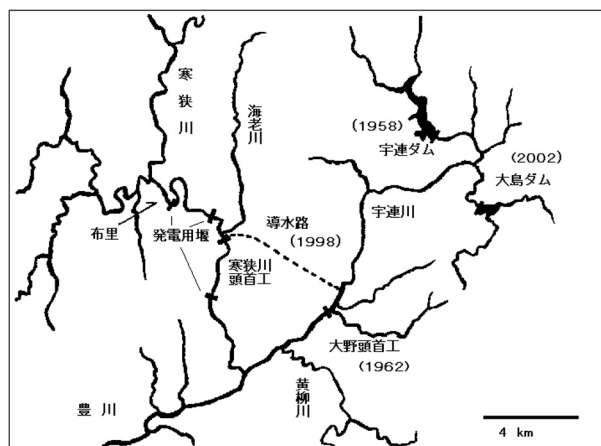 寒狭川
海老川
(1958)
宇連ダム
(2002)
大島ダム
宇連川
導水路
(1998)
布里
発電用堰
寒狭川
頭首工
大野頭首工
(1962)
黄柳川
豊川
4 km